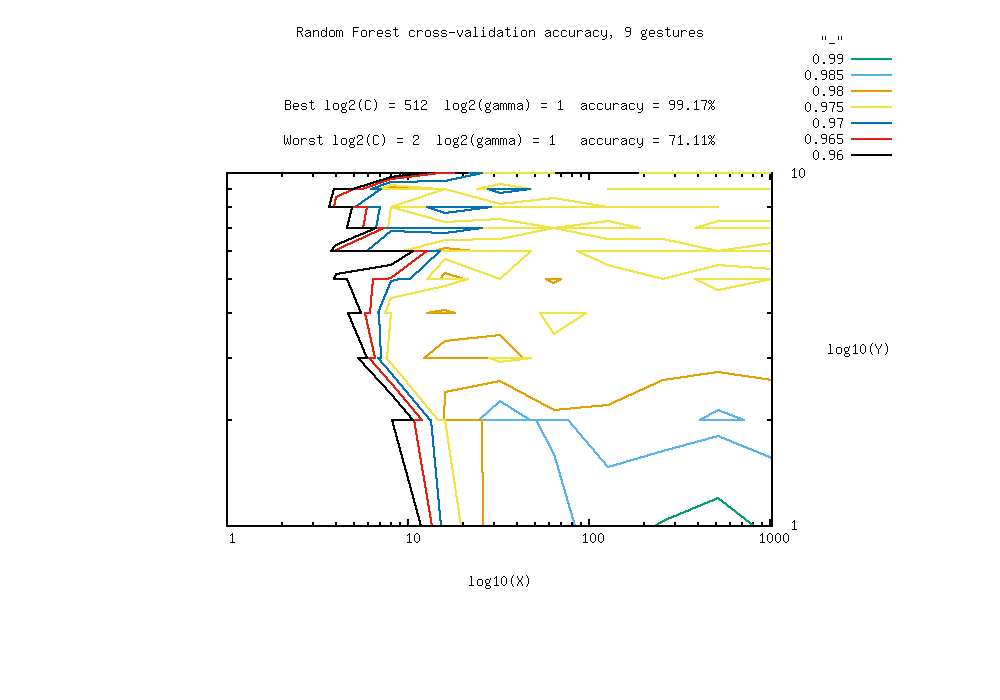 Random Forest cross-validation accuracy, 9 gestures
"_"
0.99
0.985
0.98
0.975
0.97
0.965
0.96
Best log2(C) = 512  log2(gamma) = 1  accuracy = 99.17%
Worst log2(C) = 2  log2(gamma) = 1   accuracy = 71.11%
10
log10(Y)
1
1 10 100 1000
log10(X)